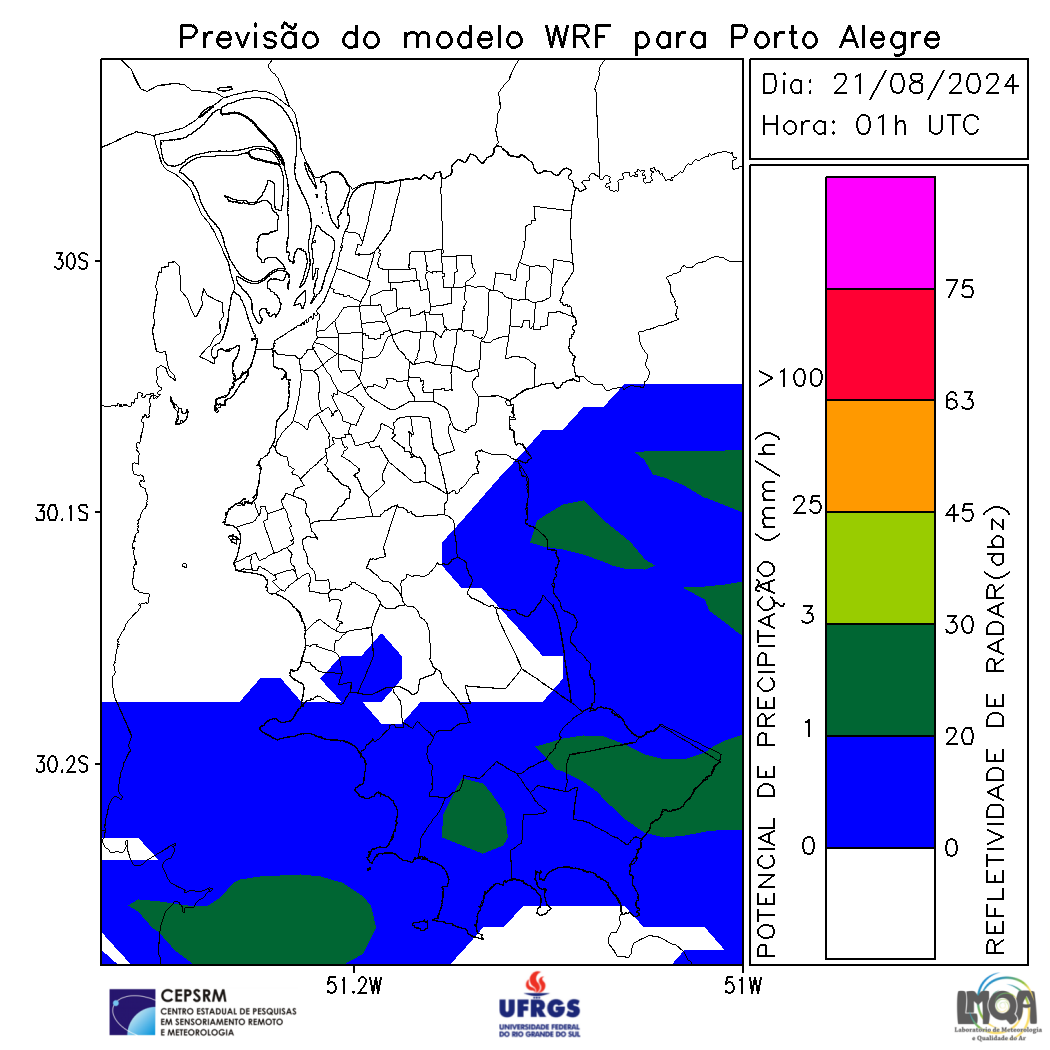 Previsão do modelo WRF para Porto Alegre
Dia: 21/08/2024
Hora: 01h UTC
30S
30.1S
30.2S
51.2W
51W
POTENCIAL DE PRECIPITAÇÃO (mm/h)
>100
25
3
1
0
75
63
45
30
20
0
REFLETIVIDADE DE RADAR(dbz)
CEPSRM
CENTRO ESTADUAL DE PESQUISAS
EM SENSORIAMENTO REMOTO
E METEOROLOGIA
UFRGS
UNIVERSIDADE FEDERAL
DO RIO GRANDE DO SUL
LMQA
Laboratório de Meteorologia
e Qualidade do Ar